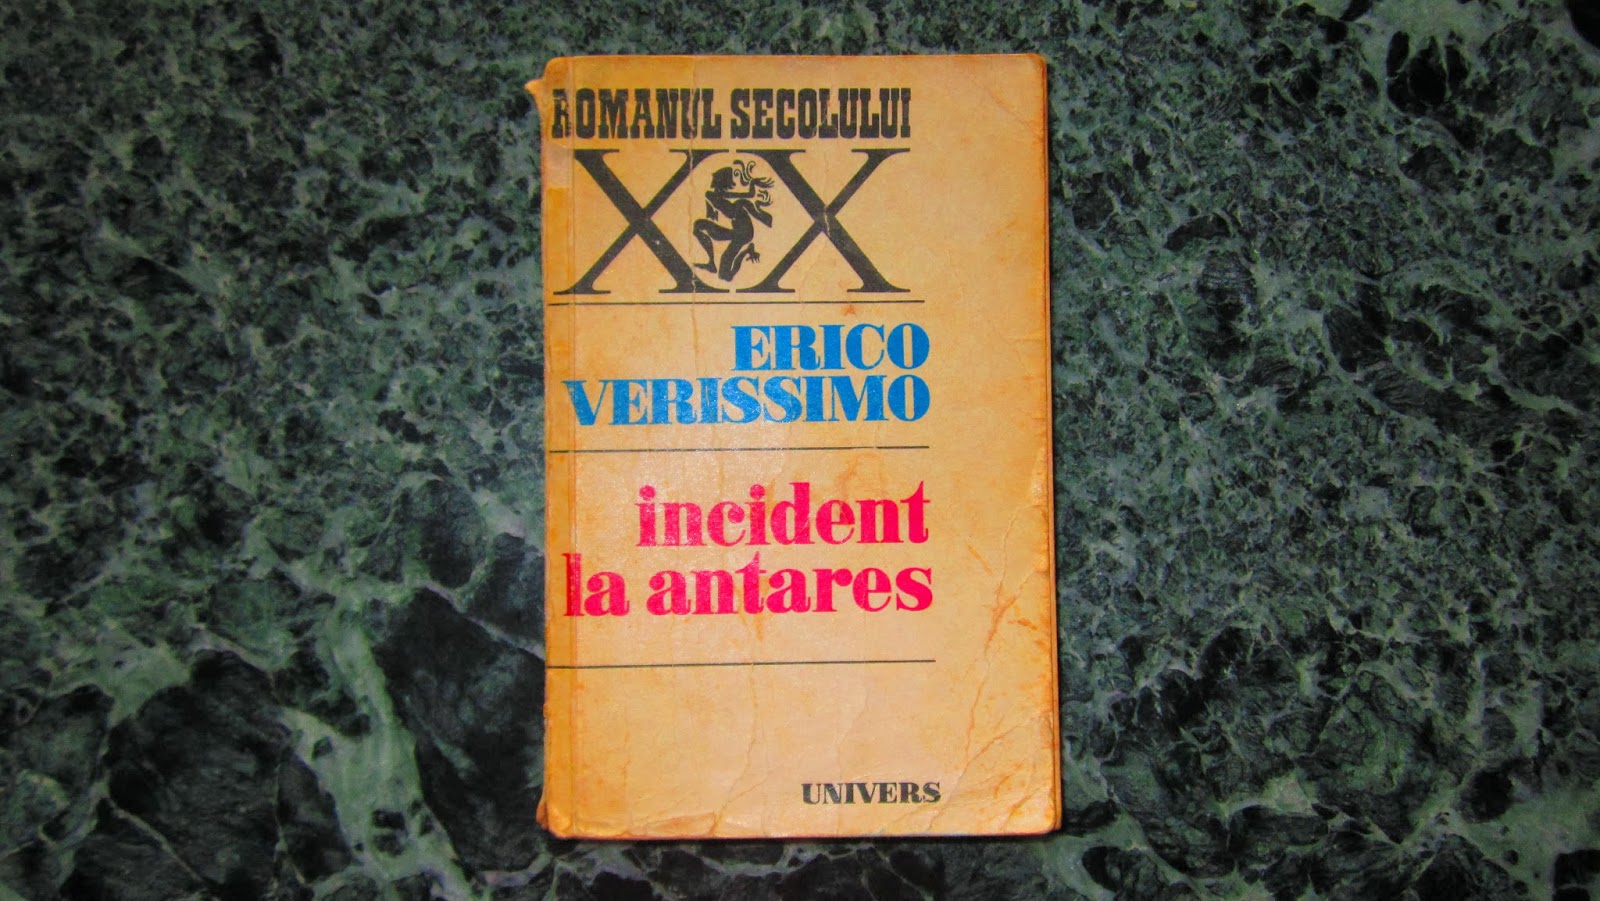 ROMANUL SECOLULUI
XX
ERICO
VERISSIMO
incident
la antares
UNIVERS